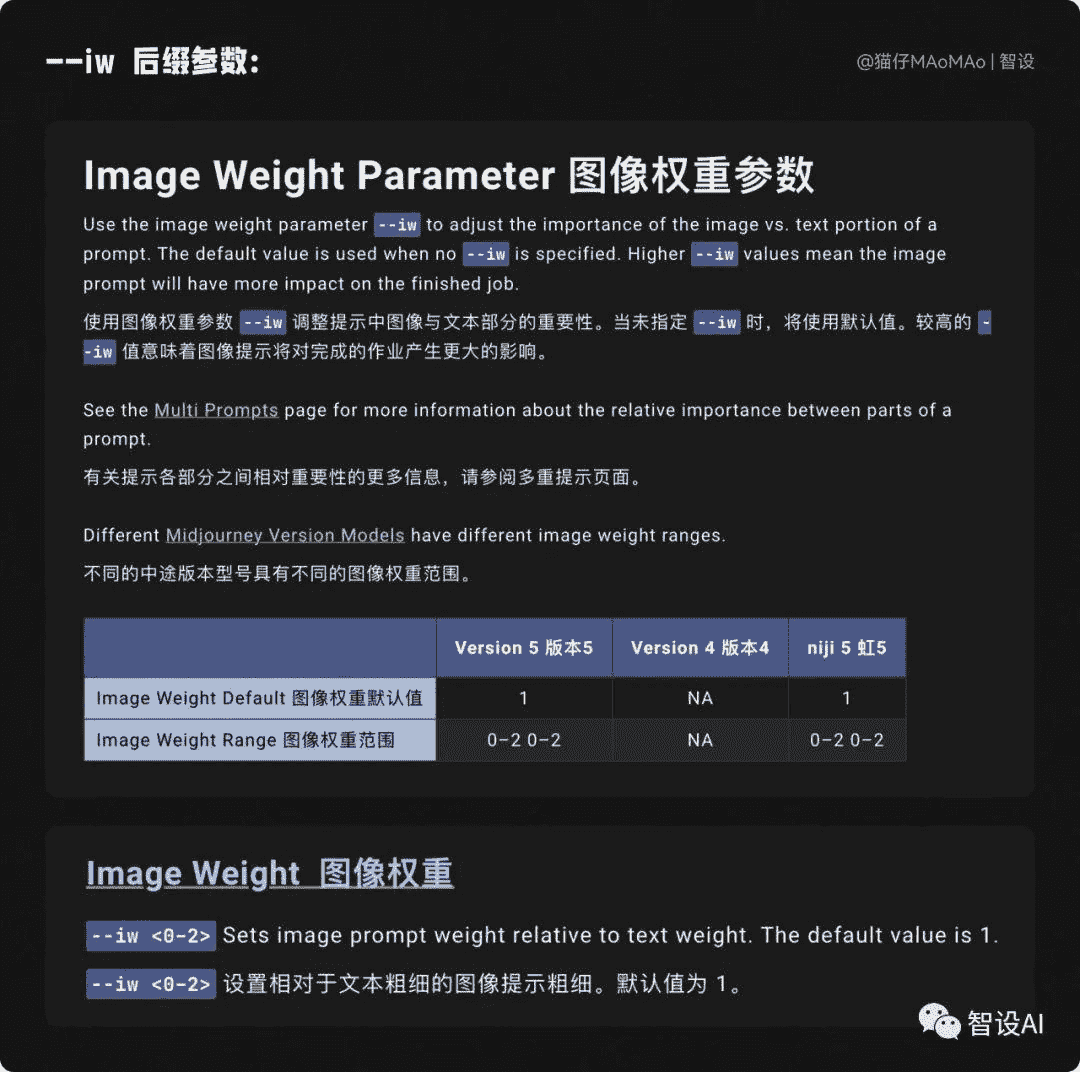 --iw 后缀参数:
@猫仔MAoMAo | 智设
Image Weight Parameter 图像权重参数
Use the image weight parameter --iw to adjust the importance of the image vs. text portion of a
prompt. The default value is used when no --iw is specified. Higher --iw values mean the image
prompt will have more impact on the finished job.
使用图像权重参数 --iw 调整提示中图像与文本部分的重要性。当未指定 --iw 时，将使用默认值。较高的 -
-iw 值意味着图像提示将对完成的作业产生更大的影响。
See the Multi Prompts page for more information about the relative importance between parts of a
prompt.
有关提示各部分之间相对重要性的更多信息，请参阅多重提示页面。
Different Midjourney Version Models have different image weight ranges.
不同的中途版本型号具有不同的图像权重范围。
Version 5 版本5 Version 4 版本4 niji 5 虹5
Image Weight Default 图像权重默认值 1 NA 1
Image Weight Range 图像权重范围 0–2 0–2 NA 0–2 0–2
Image Weight 图像权重
--iw <0–2> Sets image prompt weight relative to text weight. The default value is 1.
--iw <0–2> 设置相对于文本粗细的图像提示粗细。默认值为 1。
智设AI